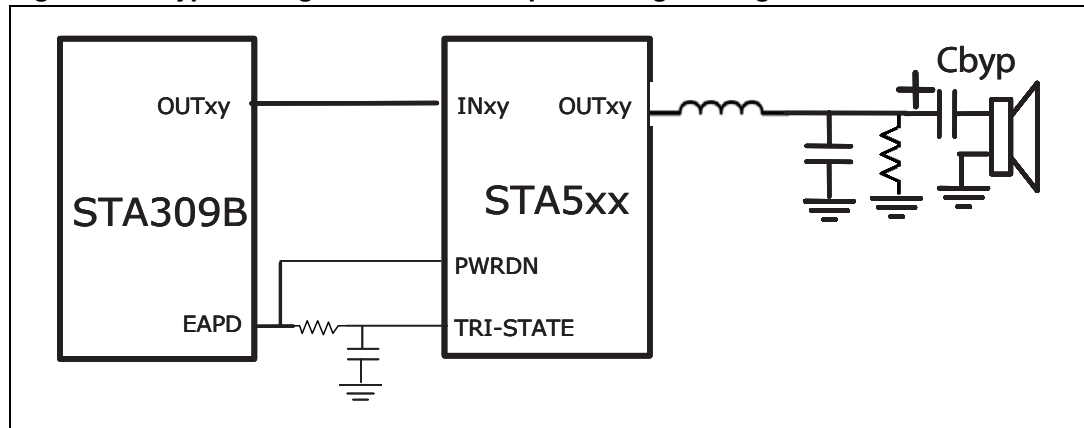 Cbyp
+
OUTxy
INxy
OUTxy
STA309B
STA5xx
PWRDN
EAPD
TRI-STATE